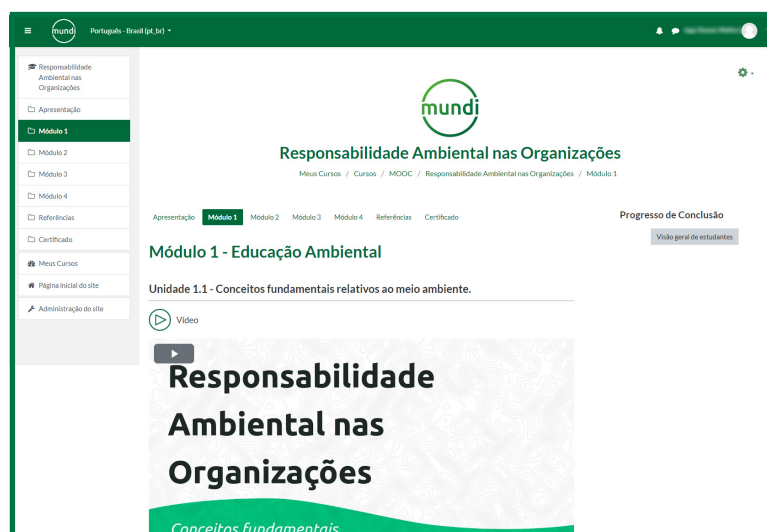 mundi
Português - Brasil (pt_br)
Responsabilidade
Ambiental nas
Organizações
Apresentação
Módulo 1
Módulo 2
Módulo 3
Módulo 4
Referências
Certificado
Meus Cursos
Página inicial do site
Administração do site
mundi
Responsabilidade Ambiental nas Organizações
Meus Cursos / Cursos / MOOC / Responsabilidade Ambiental nas Organizações / Módulo 1
Apresentação Módulo 1 Módulo 2 Módulo 3 Módulo 4 Referências Certificado
Progresso de Conclusão
Visão geral de estudantes
Módulo 1 - Educação Ambiental
Unidade 1.1 - Conceitos fundamentais relativos ao meio ambiente.
Vídeo
Responsabilidade
Ambiental nas
Organizações
Conceitos fundamentais